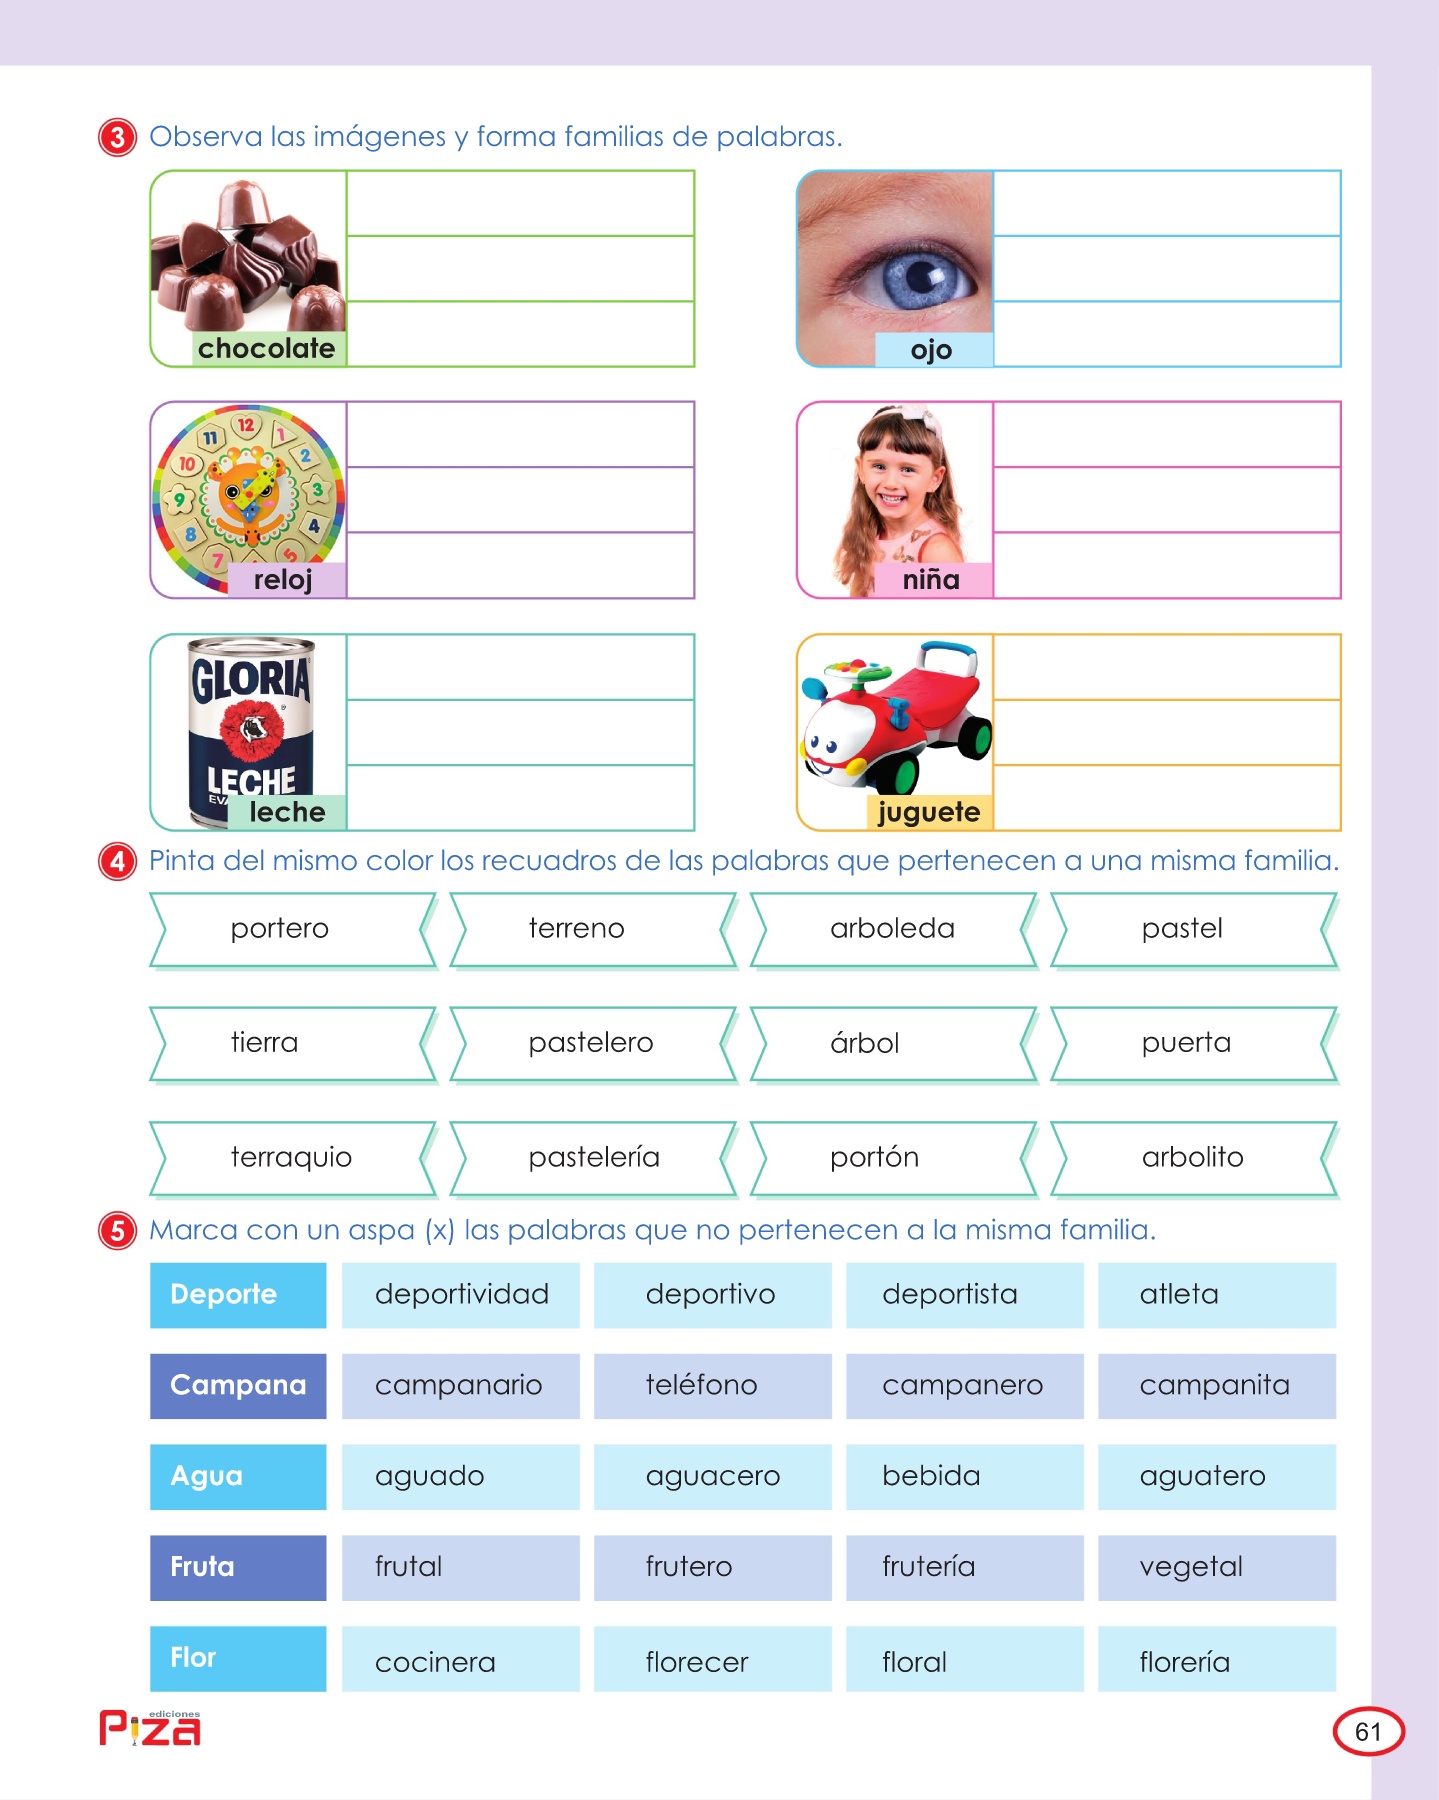 3 Observa las imágenes y forma familias de palabras.
chocolate
ojo
12
1
2
3
4
5
7
8
9
10
11
reloj
niña
GLORIA
®
LECHE
leche
juguete
4 Pinta del mismo color los recuadros de las palabras que pertenecen a una misma familia.
portero terreno arboleda pastel
tierra pastelero árbol puerta
terraquio pastelería portón arbolito
5 Marca con un aspa (x) las palabras que no pertenecen a la misma familia.
Deporte deportividad deportivo deportista atleta
Campana campanario teléfono campanero campanita
Agua aguado aguacero bebida aguatero
Fruta frutal frutero frutería vegetal
Flor cocinera florecer floral florería
ediciones
Piza
61